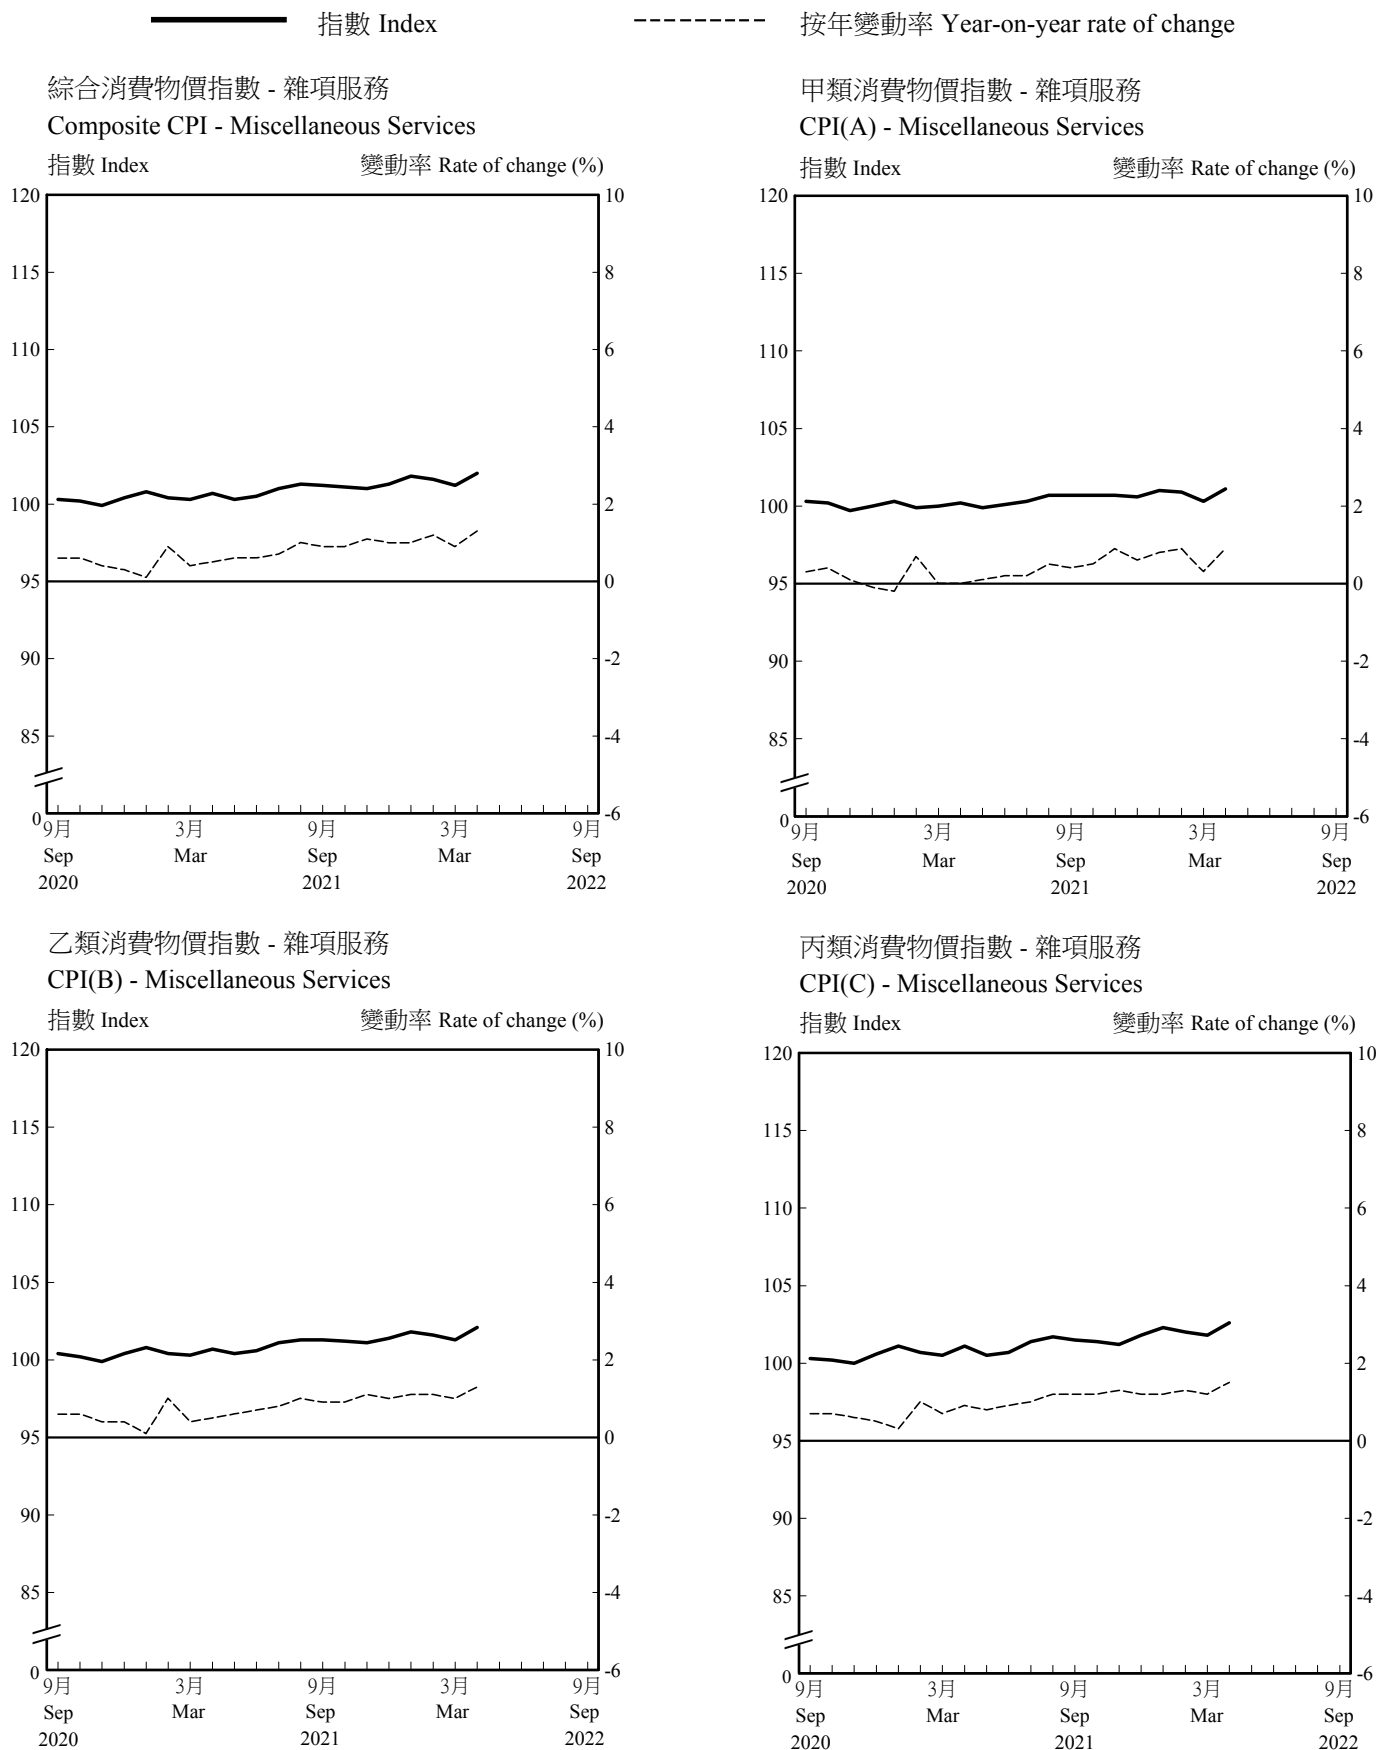 指數 Index
按年變動率 Year-on-year rate of change
綜合消費物價指數 - 雜項服務
Composite CPI - Miscellaneous Services
指數 Index
變動率 Rate of change (%)
120
115
110
105
100
95
90
85
0
10
8
6
4
2
0
-2
-4
-6
9月
Sep
2020
3月
Mar
9月
Sep
2021
3月
Mar
9月
Sep
2022
甲類消費物價指數 - 雜項服務
CPI(A) - Miscellaneous Services
指數 Index
變動率 Rate of change (%)
120
115
110
105
100
95
90
85
0
10
8
6
4
2
0
-2
-4
-6
9月
Sep
2020
3月
Mar
9月
Sep
2021
3月
Mar
9月
Sep
2022
乙類消費物價指數 - 雜項服務
CPI(B) - Miscellaneous Services
指數 Index
變動率 Rate of change (%)
120
115
110
105
100
95
90
85
0
10
8
6
4
2
0
-2
-4
-6
9月
Sep
2020
3月
Mar
9月
Sep
2021
3月
Mar
9月
Sep
2022
丙類消費物價指數 - 雜項服務
CPI(C) - Miscellaneous Services
指數 Index
變動率 Rate of change (%)
120
115
110
105
100
95
90
85
0
10
8
6
4
2
0
-2
-4
-6
9月
Sep
2020
3月
Mar
9月
Sep
2021
3月
Mar
9月
Sep
2022